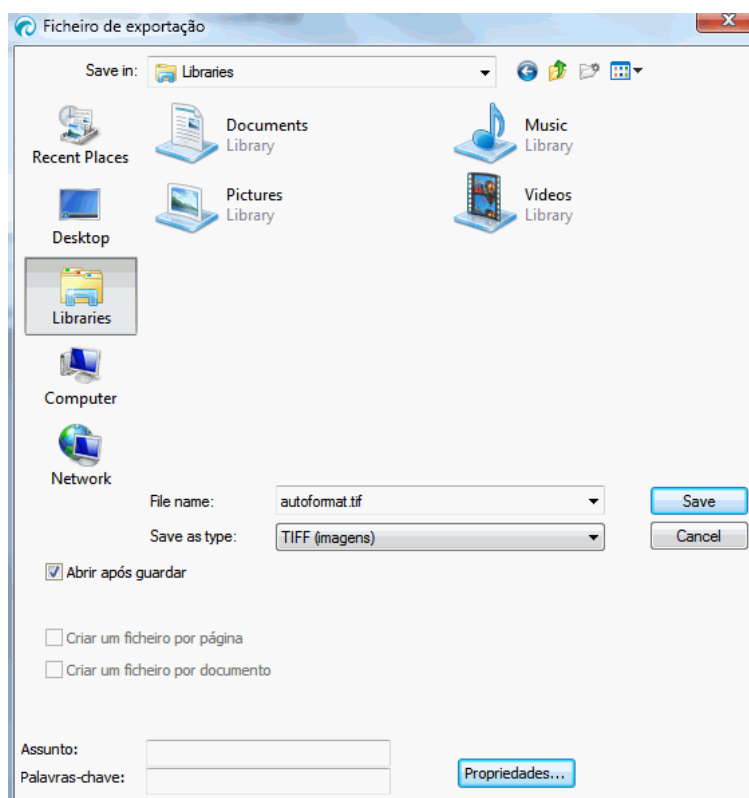 Ficheiro de exportação
Save in: Libraries
Recent Places
Desktop
Libraries
Computer
Network
Documents
Library
Music
Library
Pictures
Library
Videos
Library
File name: autoformat.tif Save
Save as type: TIFF (imagens) Cancel
Abrir após guardar
Criar um ficheiro por página
Criar um ficheiro por documento
Assunto:
Palavras-chave:
Propriedades...